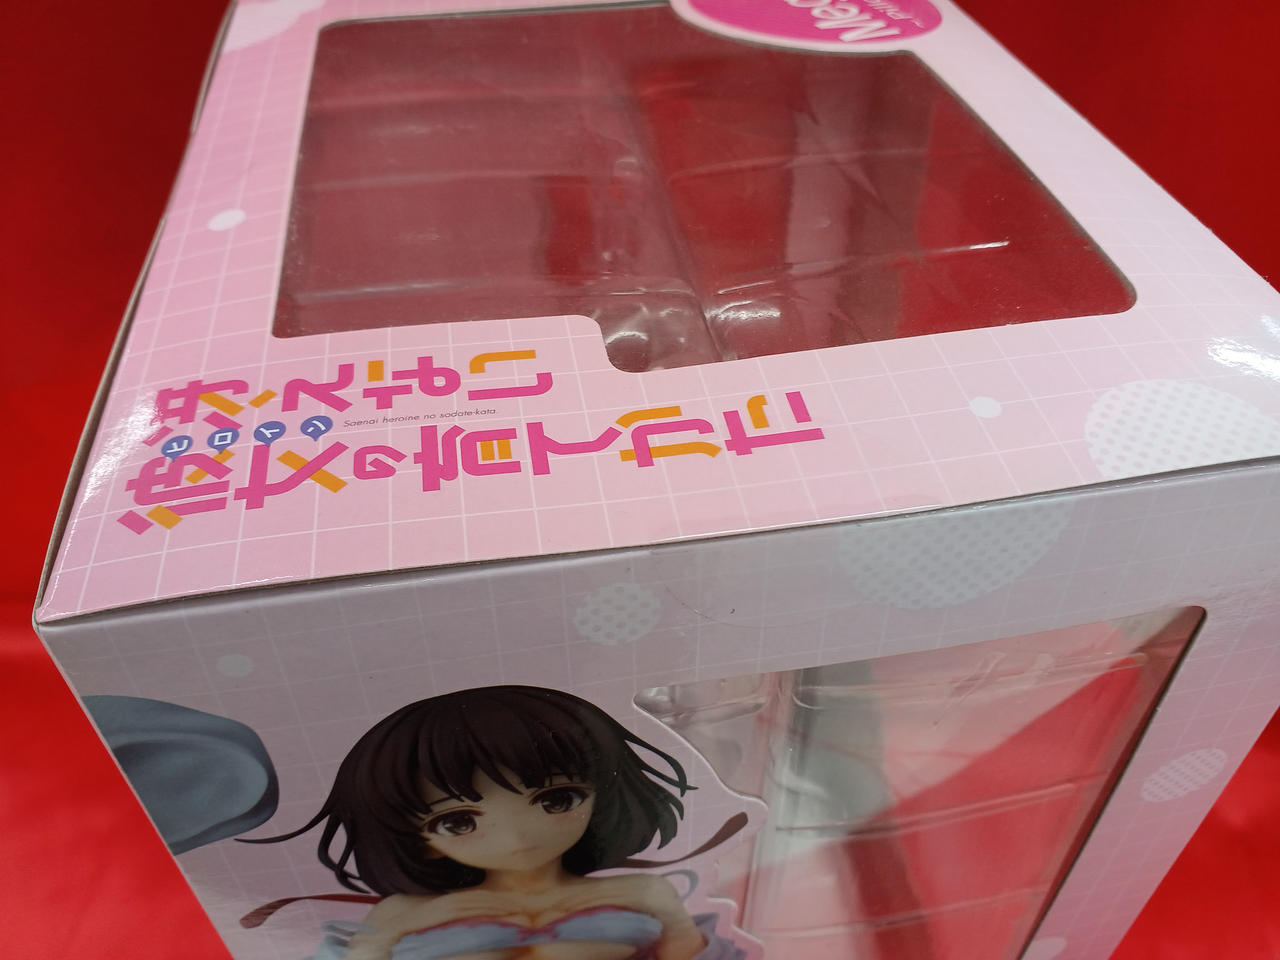 冴えない
ヒロイン
Saenai heroine no sodate-kata.
彼女の育てかた